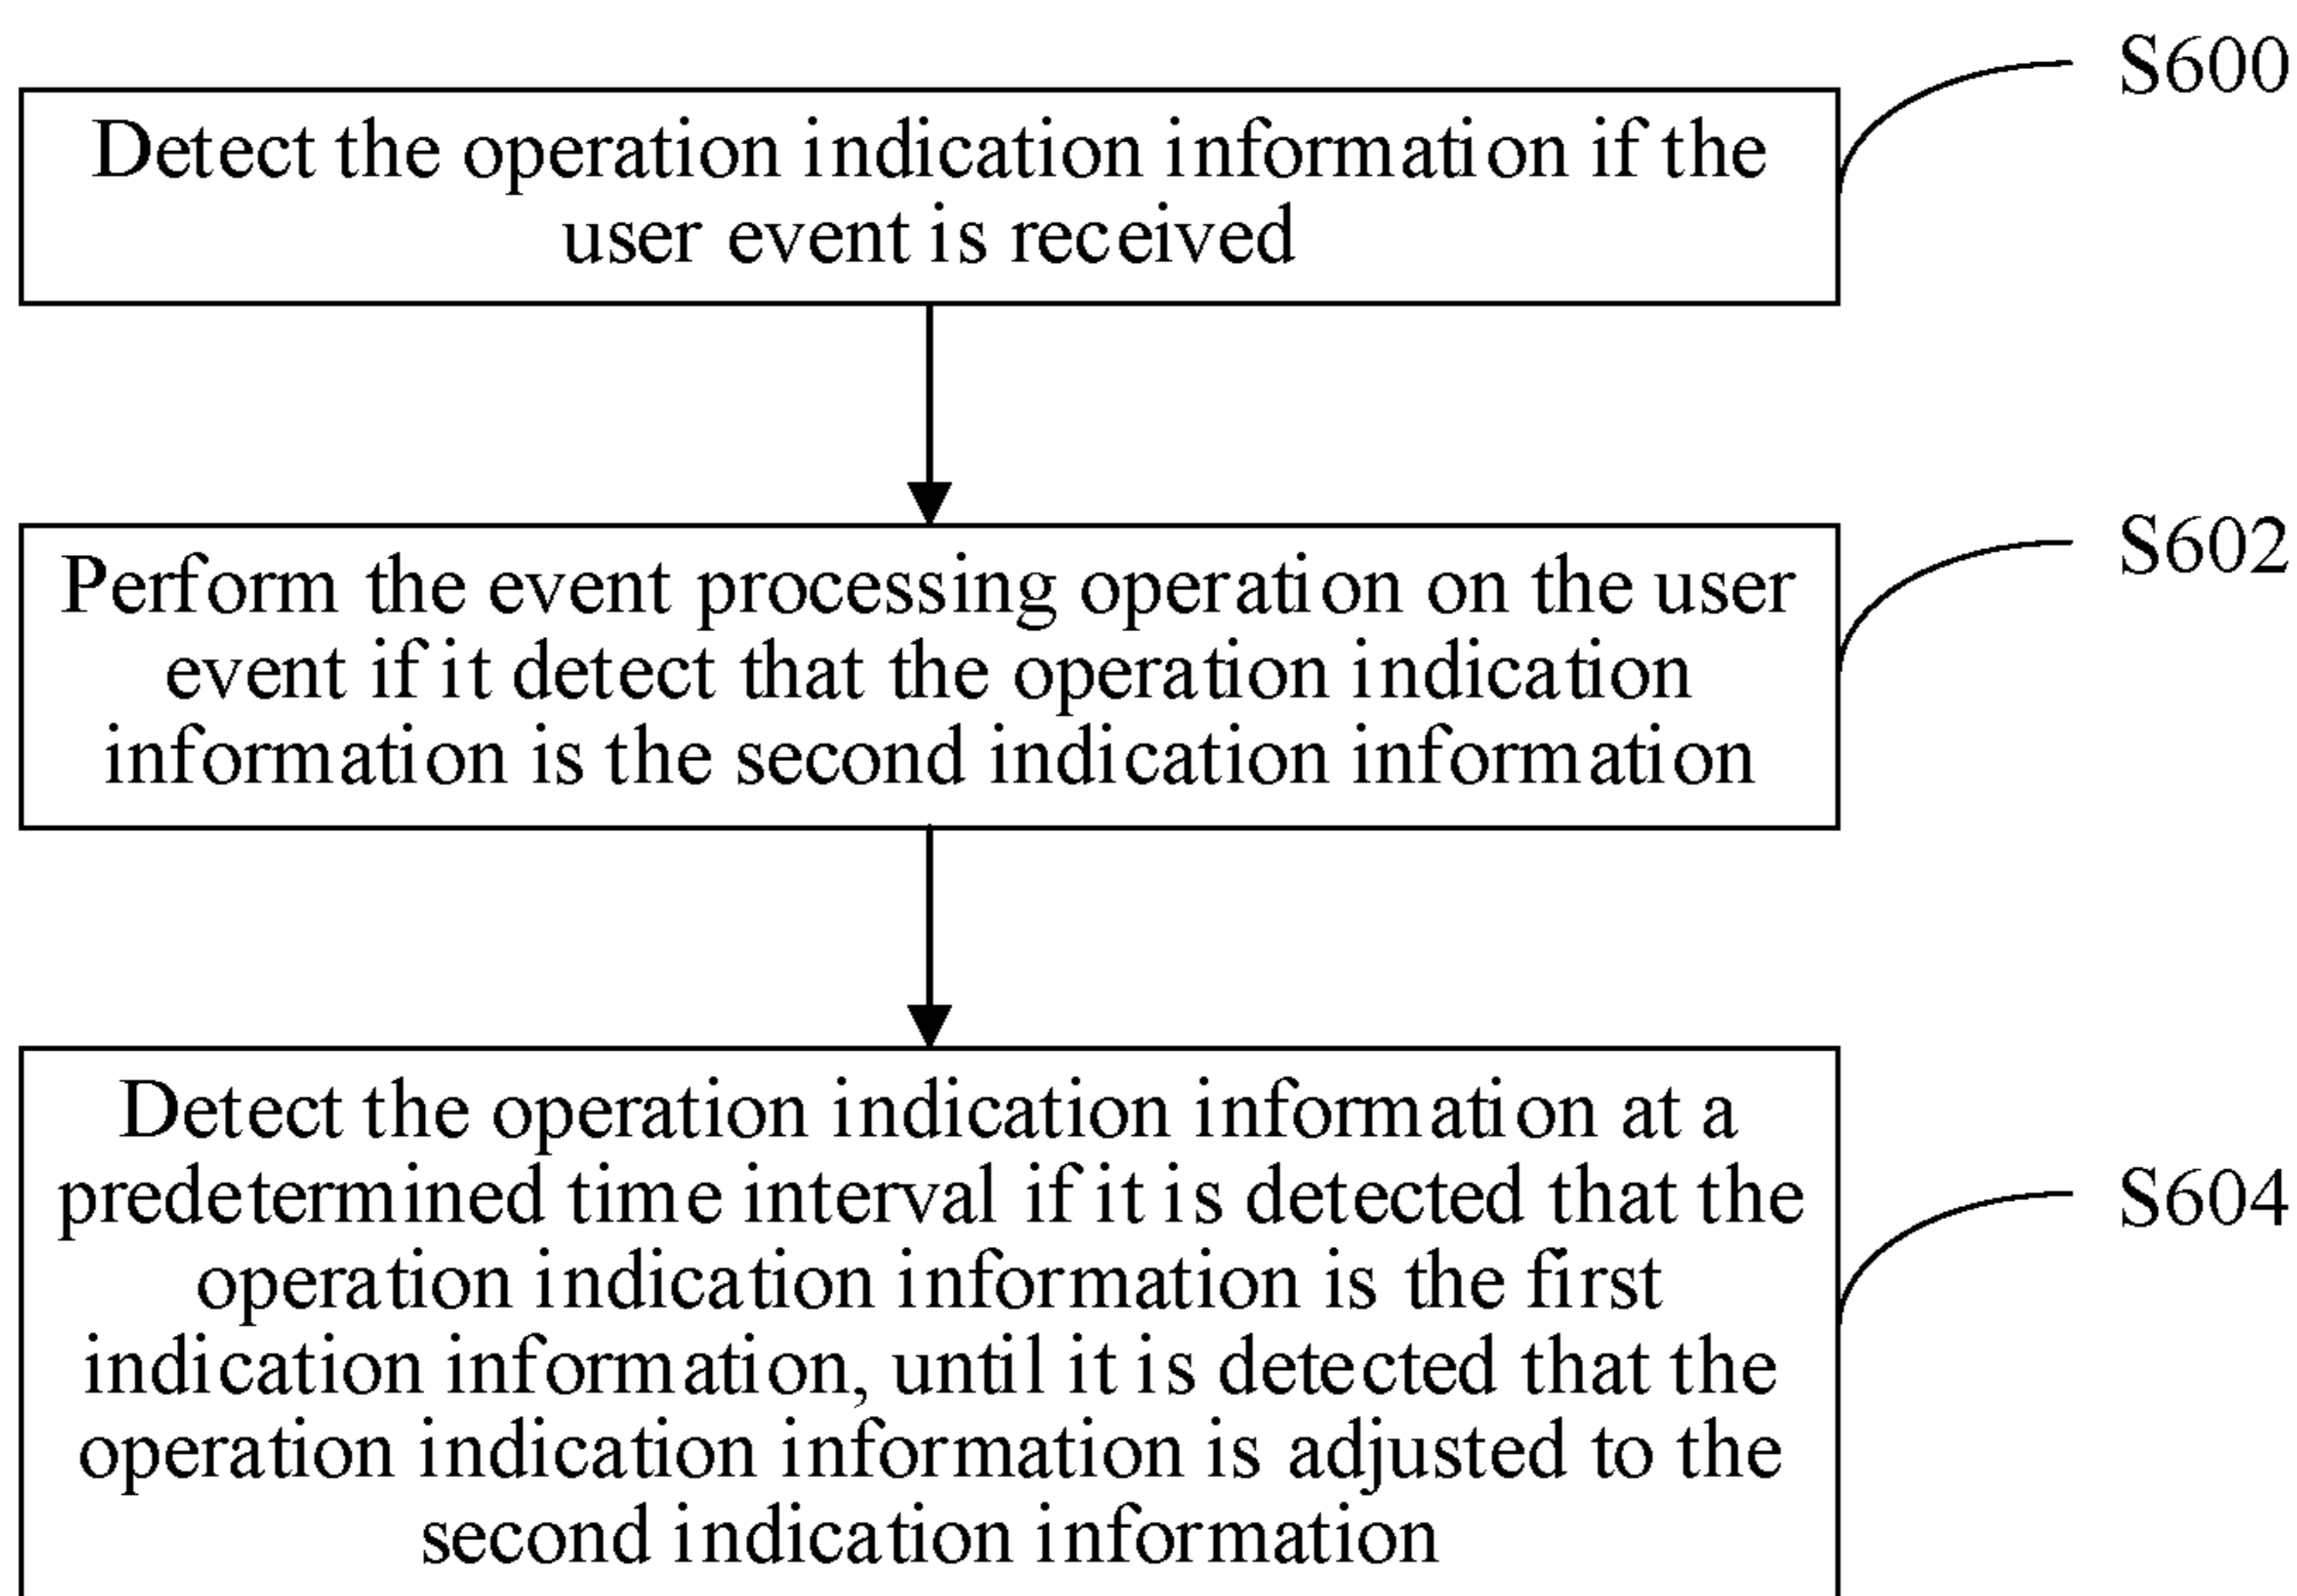 S600
Detect the operation indication information if the
user event is received
S602
Perform the event processing operation on the user
event if it detect that the operation indication
information is the second indication information
Detect the operation indication information at a
predetermined time interval if it is detected that the
S604
operation indication information is the first
indication information, until it is detected that the
operation indication information is adjusted to the
second indication information